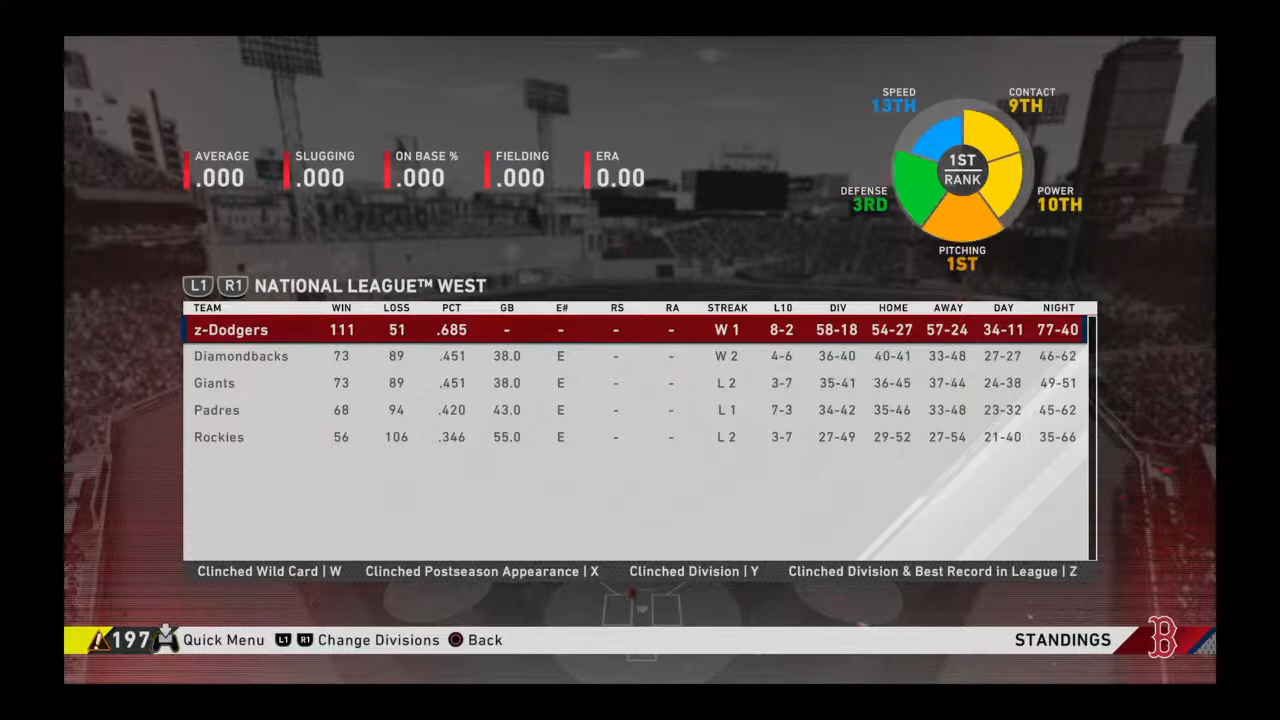 SPEED
13TH
CONTACT
9TH
AVERAGE
.000
SLUGGING
.000
ON BASE %
.000
FIELDING
.000
ERA
0.00
1ST
RANK
DEFENSE
3RD
POWER
10TH
PITCHING
1ST
L1 R1 NATIONAL LEAGUE™ WEST
TEAM WIN LOSS PCT GB E# RS RA STREAK L10 DIV HOME AWAY DAY NIGHT
z-Dodgers 111 51 .685 - - - - W 1 8-2 58-18 54-27 57-24 34-11 77-40
Diamondbacks 73 89 .451 38.0 E - - W 2 4-6 36-40 40-41 33-48 27-27 46-62
Giants 73 89 .451 38.0 E - - L 2 3-7 35-41 36-45 37-44 24-38 49-51
Padres 68 94 .420 43.0 E - - L 1 7-3 34-42 35-46 33-48 23-32 45-62
Rockies 56 106 .346 55.0 E - - L 2 3-7 27-49 29-52 27-54 21-40 35-66
Clinched Wild Card | W Clinched Postseason Appearance | X Clinched Division | Y Clinched Division & Best Record in League | Z
197 Quick Menu L1 R1 Change Divisions Back STANDINGS B